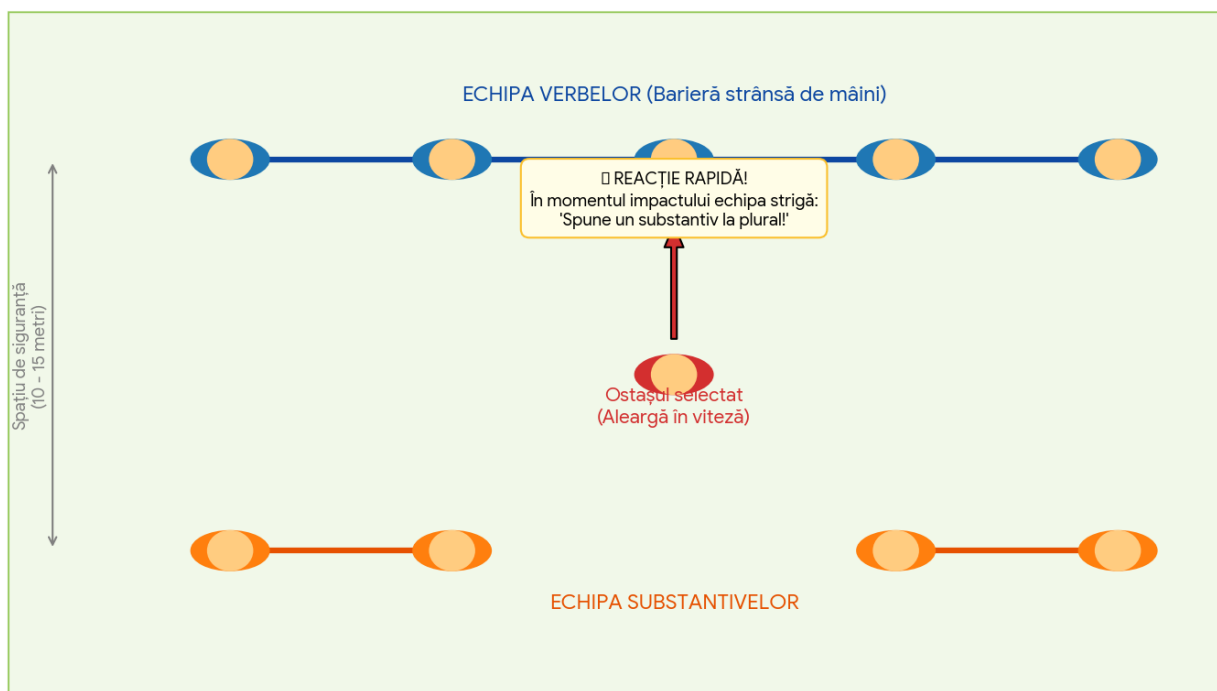 ECHIPA VERBELOR (Barieră strânsă de mâini)
REACȚIE RAPIDĂ!
În momentul impactului echipa strigă:
'Spune un substantiv la plural!'
Spațiu de siguranță
(10 - 15 metri)
Ostașul selectat
(Aleargă în viteză)
ECHIPA SUBSTANTIVELOR